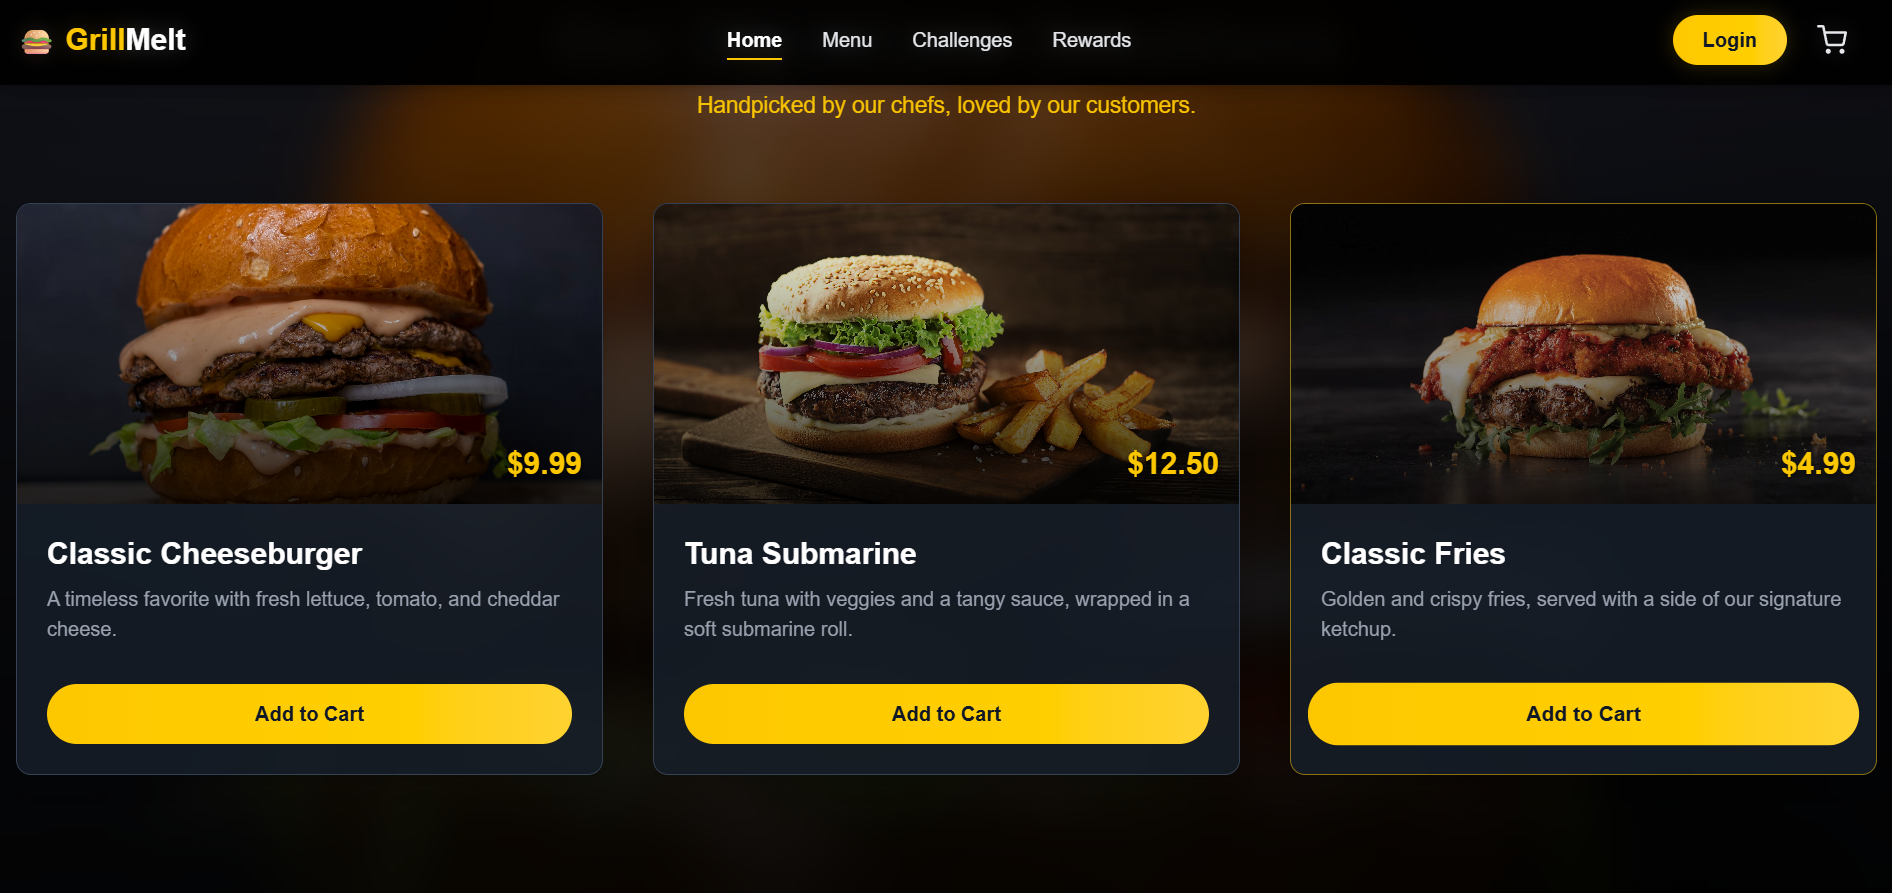 GrillMelt
Home Menu Challenges Rewards
Login
Handpicked by our chefs, loved by our customers.
$9.99
Classic Cheeseburger
A timeless favorite with fresh lettuce, tomato, and cheddar
cheese.
Add to Cart
$12.50
Tuna Submarine
Fresh tuna with veggies and a tangy sauce, wrapped in a
soft submarine roll.
Add to Cart
$4.99
Classic Fries
Golden and crispy fries, served with a side of our signature
ketchup.
Add to Cart